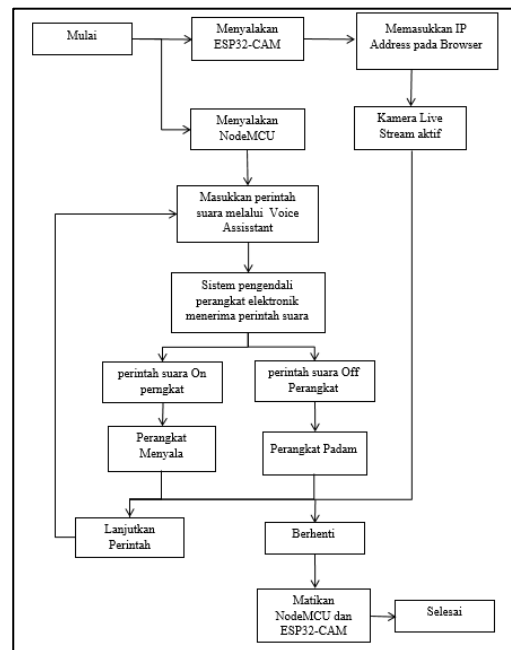 Mulai
Menyalakan
ESP32-CAM
Memasukkan IP
Address pada Browser
Menyalakan
NodeMCU
Kamera Live
Stream aktif
Masukkan perintah
suara melalui Voice
Assisstant
Sistem pengendali
perangkat elektronik
menerima perintah suara
perintah suara On
perngkat
perintah suara Off
Perangkat
Perangkat
Menyala
Perangkat Padam
Lanjutkan
Perintah
Berhenti
Matikan
NodeMCU dan
ESP32-CAM
Selesai